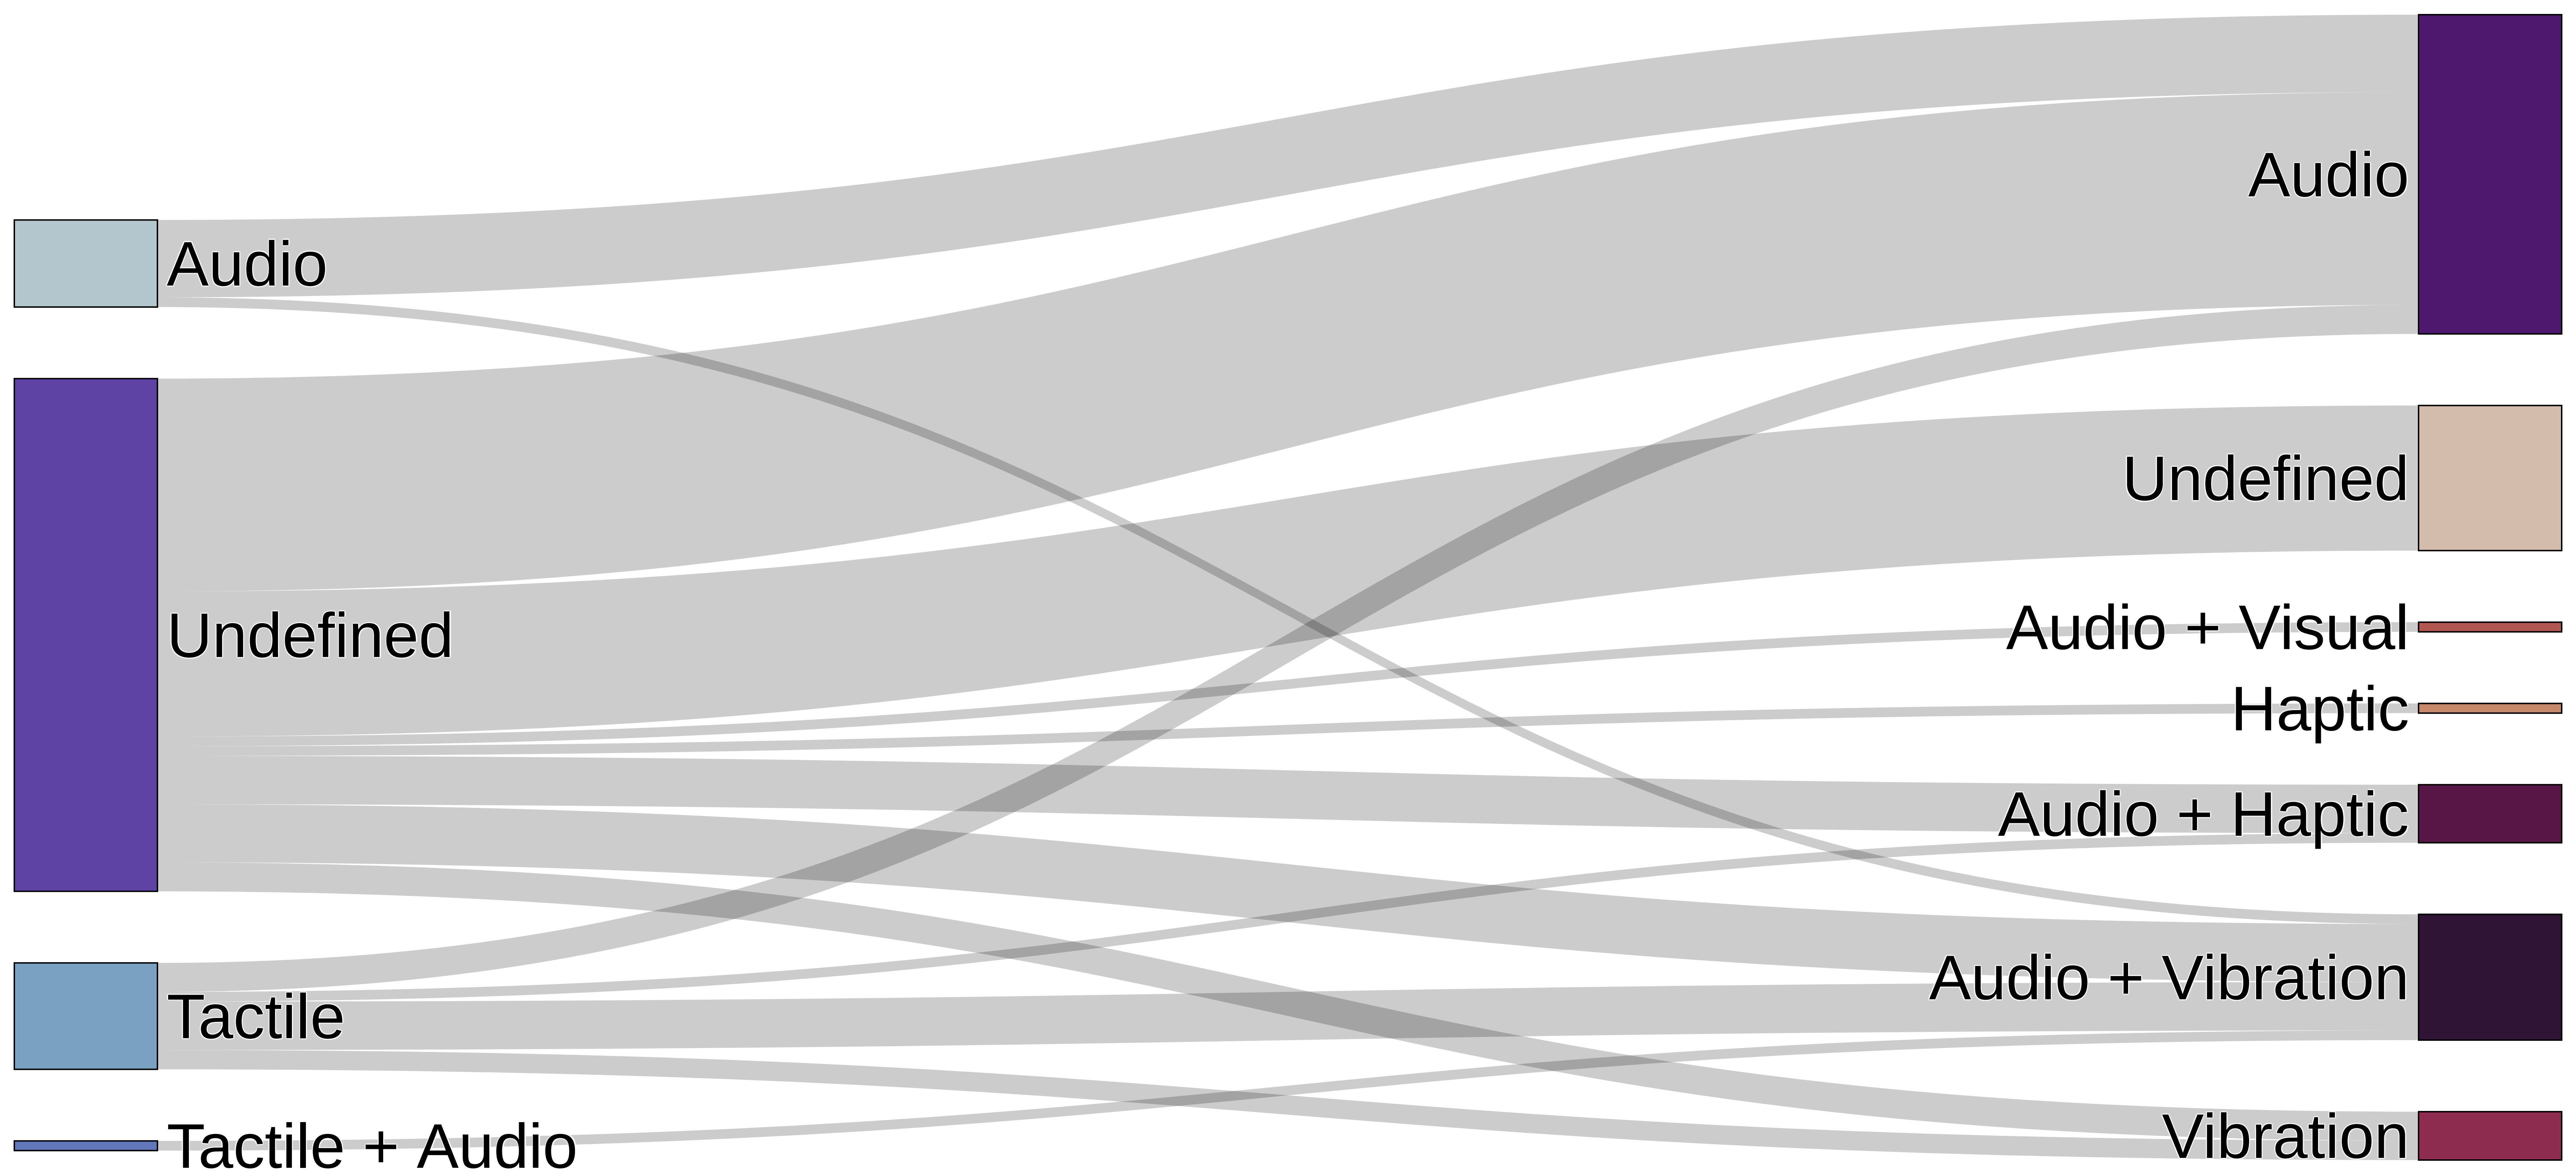 Audio
Undefined
Tactile
Tactile + Audio
Audio
Undefined
Audio + Visual
Haptic
Audio + Haptic
Audio + Vibration
Vibration